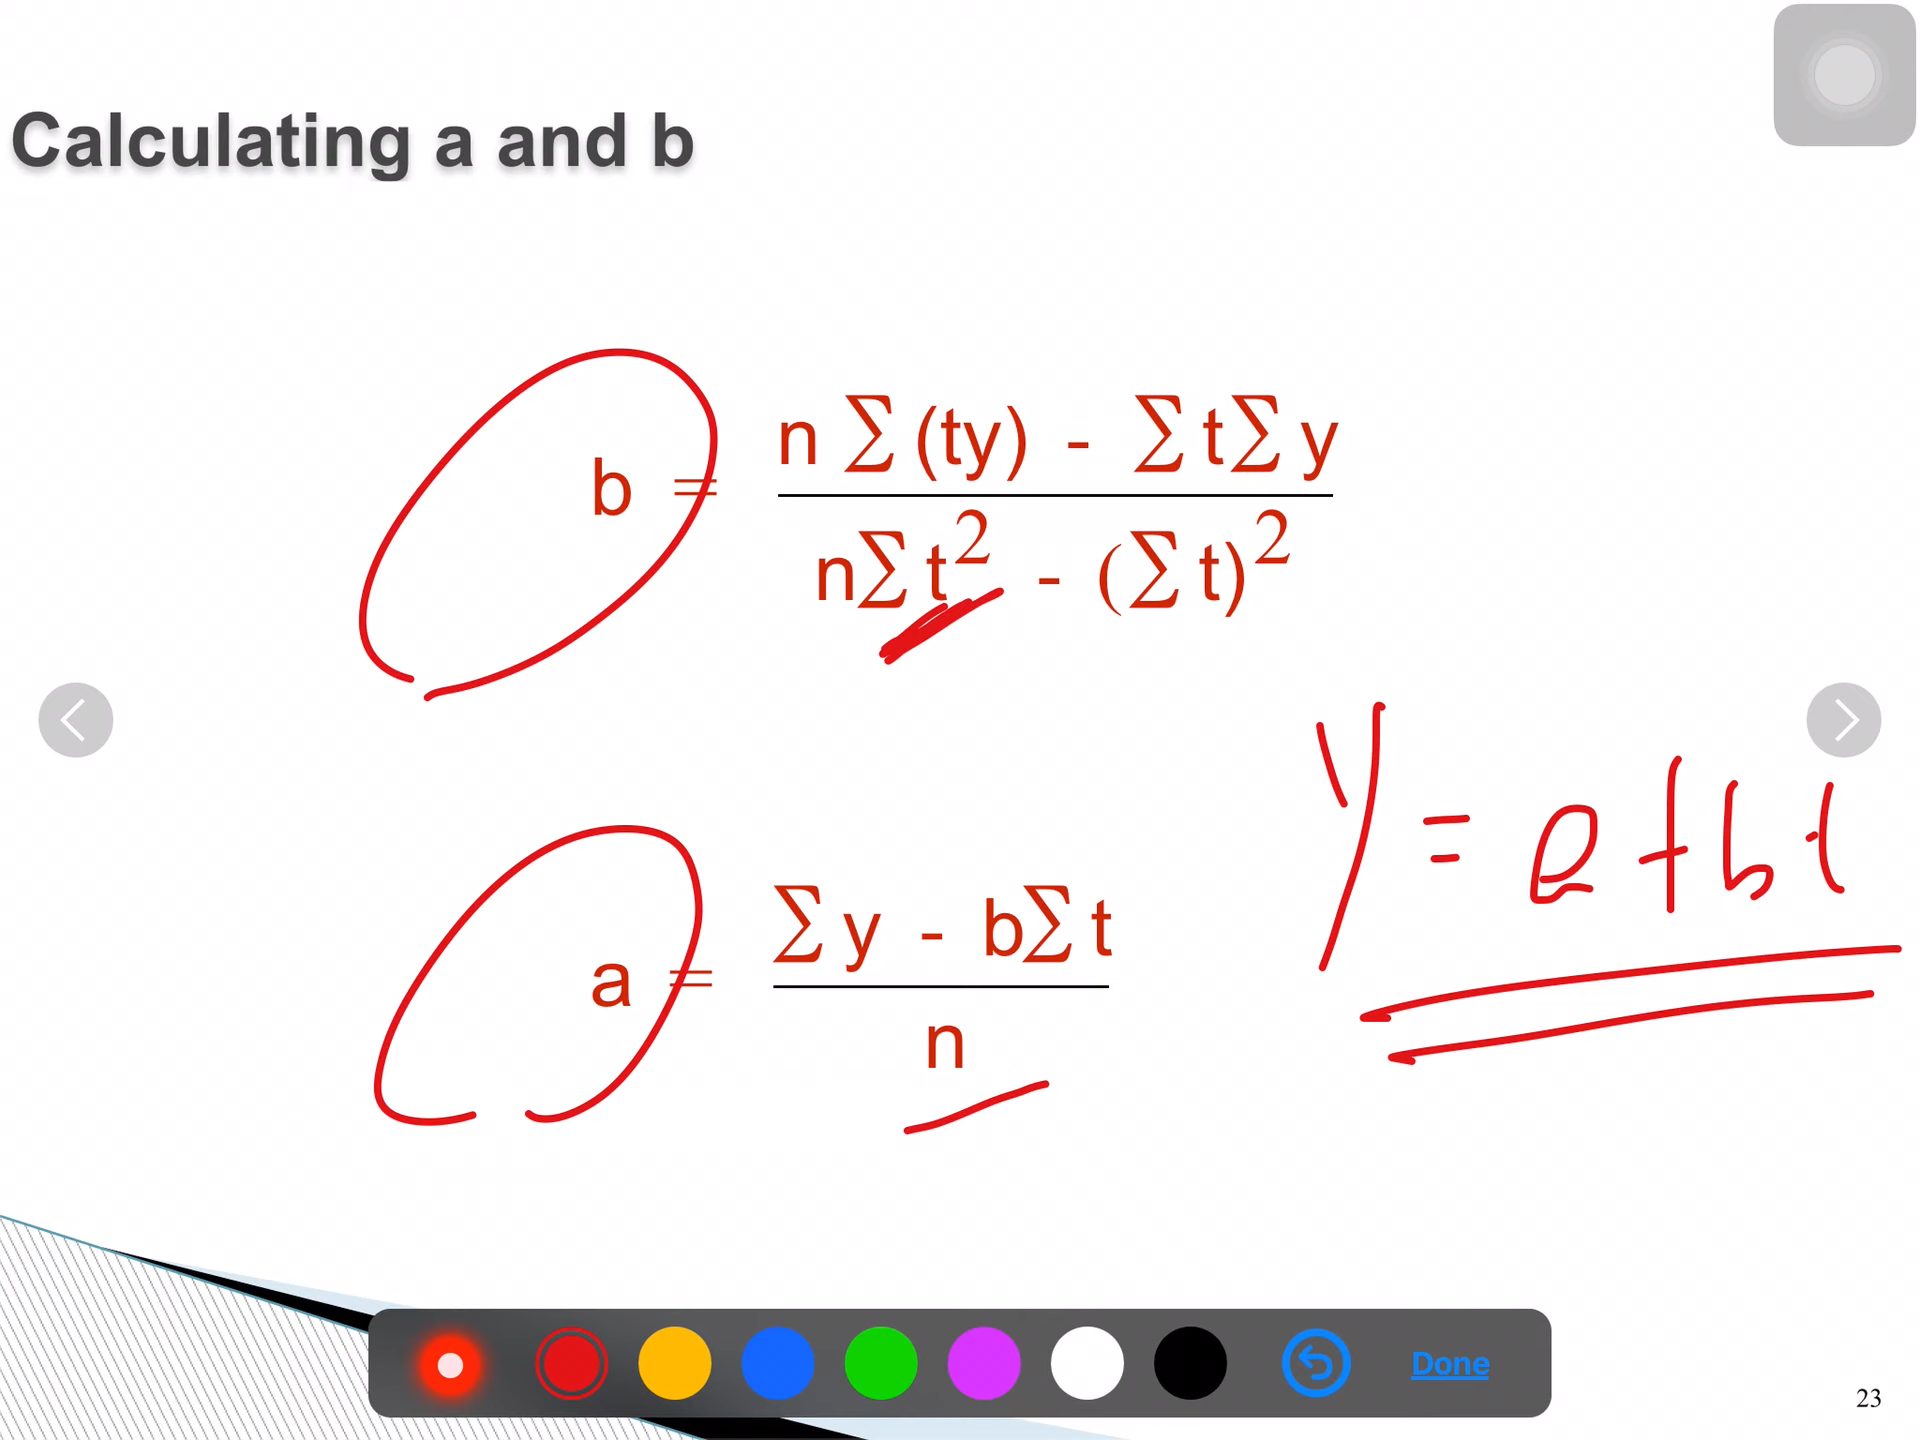 Calculating a and b
b = n ∑ (ty) - ∑ t ∑ y
n ∑ t² - (∑ t)²
y = a + bt
a = ∑ y - b ∑ t
n
Done
23